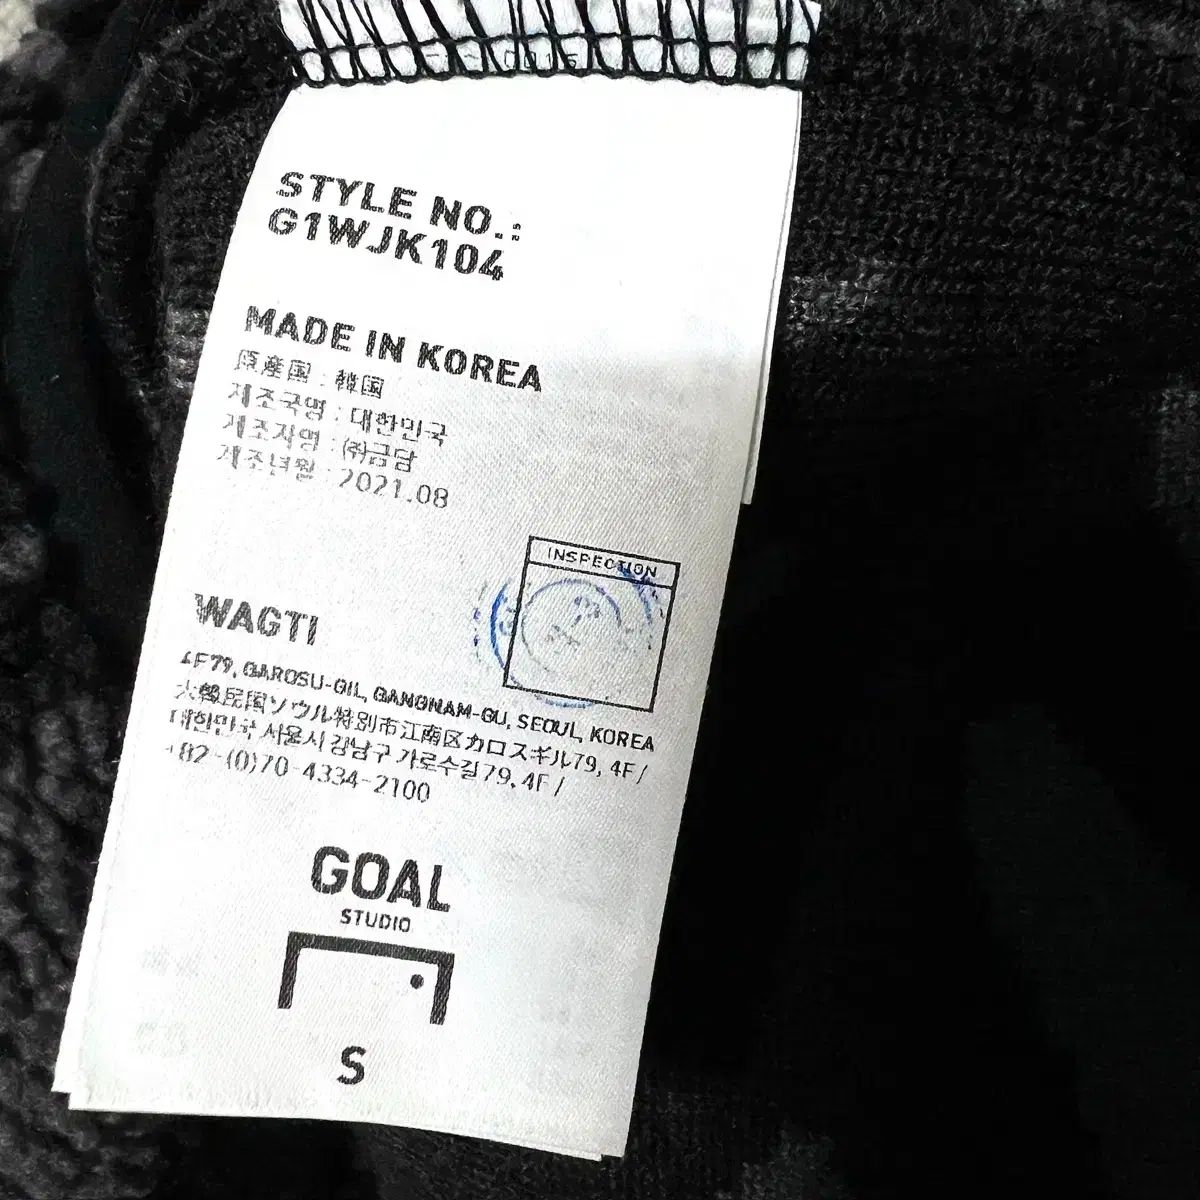 STYLE NO.:
G1WJK104
MADE IN KOREA
原産国 : 韓国
제조국명 : 대한민국
제조자명 : ㈜금담
제조년월 : 2021.08
INSPECTION
WAGTI
4F79, GAROSU-GIL, GANGNAM-GU, SEOUL, KOREA
大韓民国ソウル特別市江南区カロスギル79, 4F/
대한민국 서울시 강남구 가로수길79, 4F/
+82-(0)70-4334-2100
GOAL
STUDIO
S